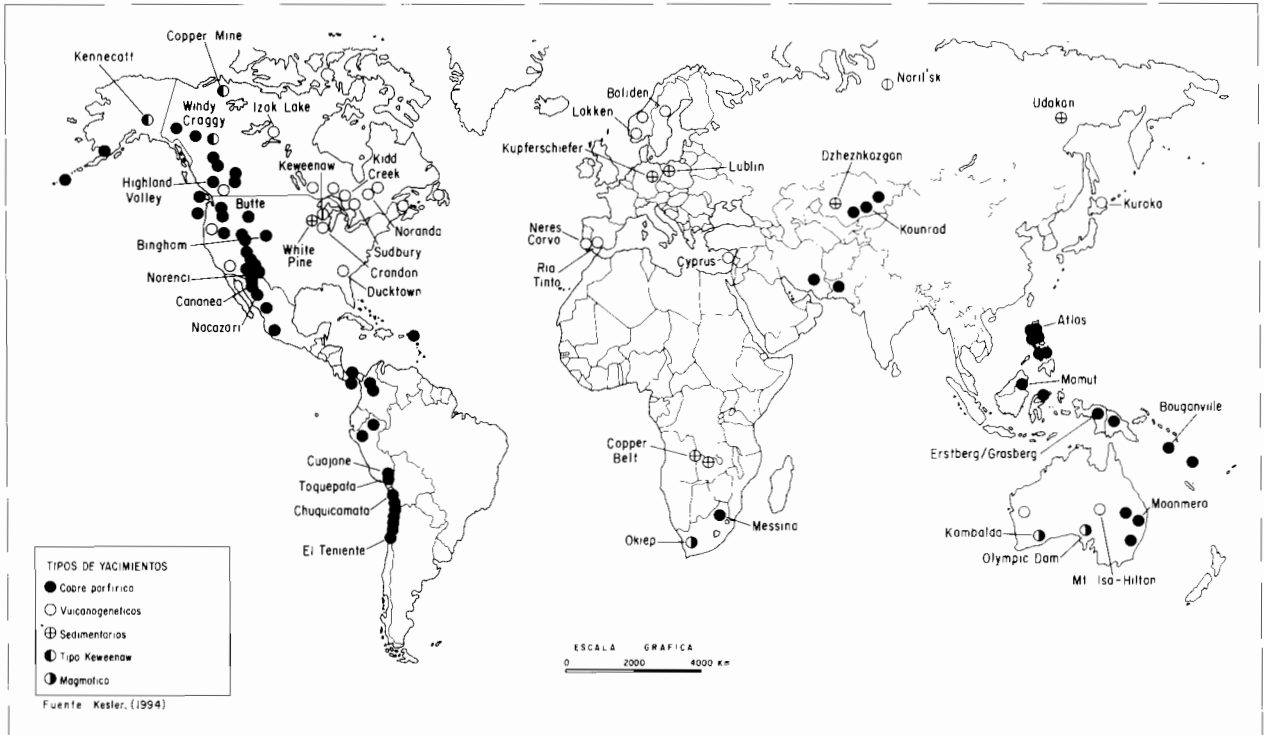 Copper Mine
Kennecott
Windy
Craggy
Izok Lake
Keweenaw
Kidd
Creek
Highland
Valley
Butte
Bingham
White
Pine
Noranda
Sudbury
Crandon
Ducktown
Norenci
Cananea
Nacozari
Cuajone
Toquepala
Chuquicamata
El Teniente
Boliden
Lokken
Kupferschiefer
Lublin
Noril'sk
Udokan
Dzhezhkazgan
Kounrad
Kuroko
Neres
Corvo
Rio
Tinto
Cyprus
Copper
Belt
Messina
Okiep
Atlas
Mamut
Bouganville
Erstberg/Grasberg
Moonmera
Kambalda
Olympic Dam
Mt Isa-Hilton
TIPOS DE YACIMIENTOS
Cobre porfirico
Vulcanogeneticos
Sedimentarios
Tipo Keweenaw
Magmatico
Fuente Kesler, (1994)
ESCALA GRAFICA
0 2000 4000 Km